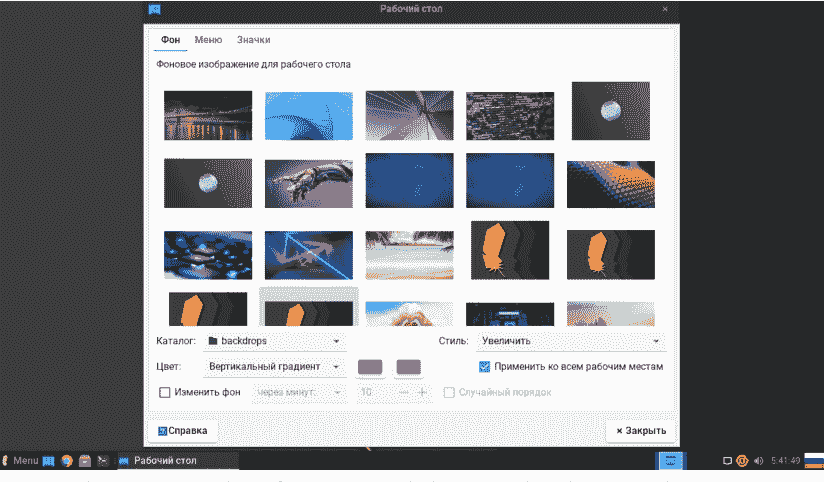 Рабочий стол
Фон Меню Значки
Фоновое изображение для рабочего стола
Каталог: backdrops Стиль: Увеличить
Цвет: Вертикальный градиент Применить ко всем рабочим местам
Изменить фон через минут: 10 Случайный порядок
Справка × Закрыть
Menu Рабочий стол 5:41:49